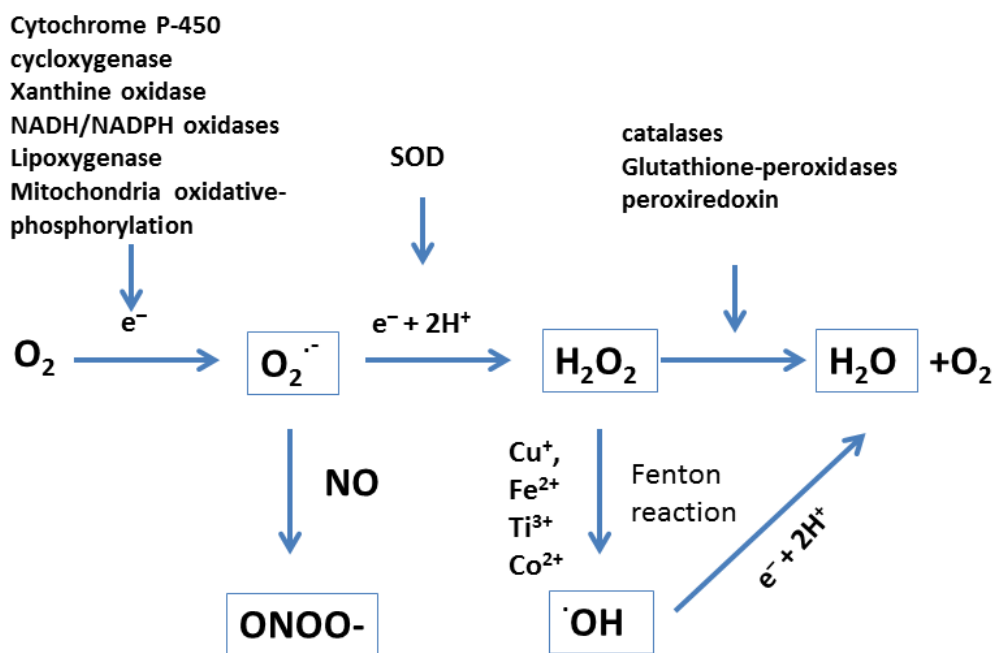 Cytochrome P-450
cycloxygenase
Xanthine oxidase
NADH/NADPH oxidases
Lipoxygenase
Mitochondria oxidative-
phosphorylation
SOD
catalases
Glutathione-peroxidases
peroxiredoxin
e⁻
e⁻ + 2H⁺
O₂
O₂˙⁻
H₂O₂
H₂O +O₂
NO
Cu⁺,
Fe²⁺
Ti³⁺
Co²⁺
Fenton
reaction
e⁻ + 2H⁺
ONOO-
˙OH